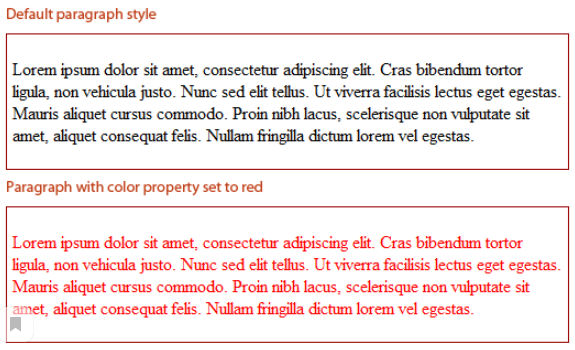 Default paragraph style
Lorem ipsum dolor sit amet, consectetur adipiscing elit. Cras bibendum tortor
ligula, non vehicula justo. Nunc sed elit tellus. Ut viverra facilisis lectus eget egestas.
Mauris aliquet cursus commodo. Proin nibh lacus, scelerisque non vulputate sit
amet, aliquet consequat felis. Nullam fringilla dictum lorem vel egestas.
Paragraph with color property set to red
Lorem ipsum dolor sit amet, consectetur adipiscing elit. Cras bibendum tortor
ligula, non vehicula justo. Nunc sed elit tellus. Ut viverra facilisis lectus eget egestas.
Mauris aliquet cursus commodo. Proin nibh lacus, scelerisque non vulputate sit
amet, aliquet consequat felis. Nullam fringilla dictum lorem vel egestas.